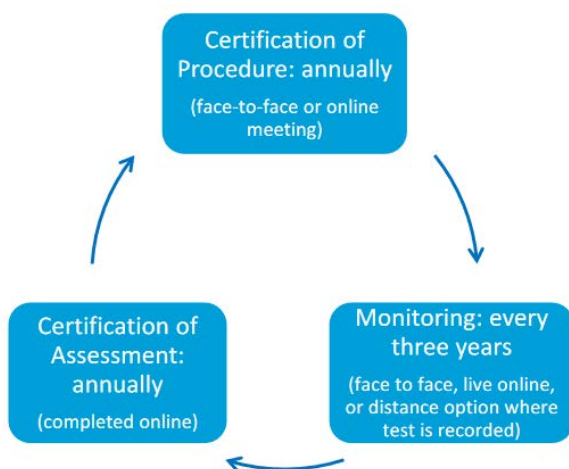 Certification of
Procedure: annually
(face-to-face or online
meeting)
Certification of
Assessment:
annually
(completed online)
Monitoring: every
three years
(face to face, live online,
or distance option where
test is recorded)